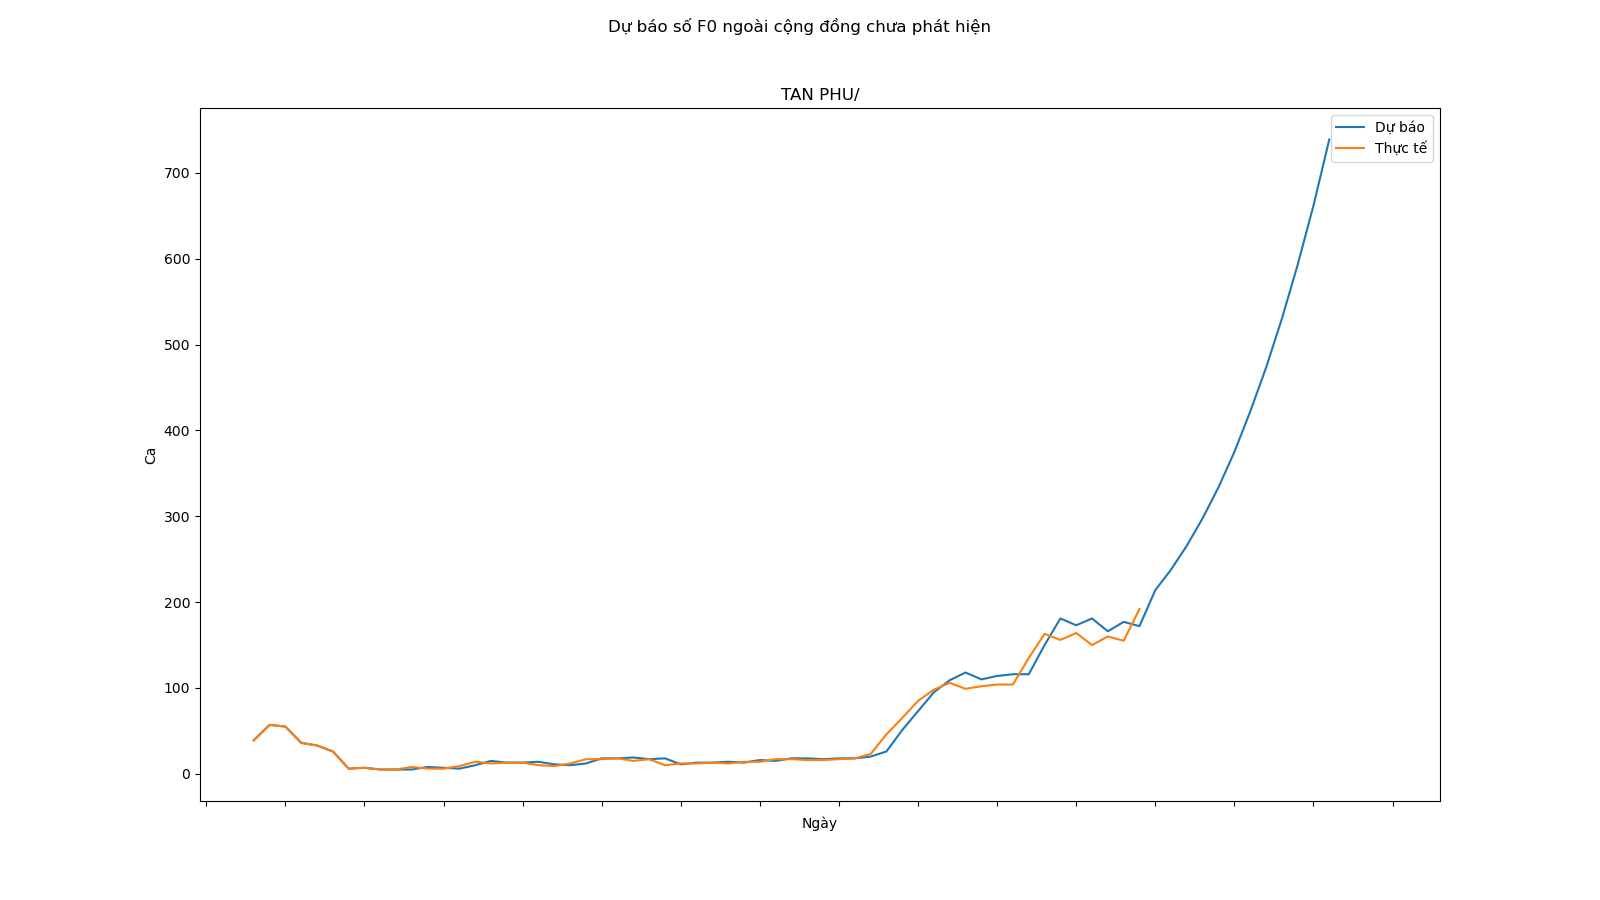 Dự báo số F0 ngoài cộng đồng chưa phát hiện
TAN PHU/
Dự báo
Thực tế
700
600
500
400
300
200
100
0
Ca
Ngày